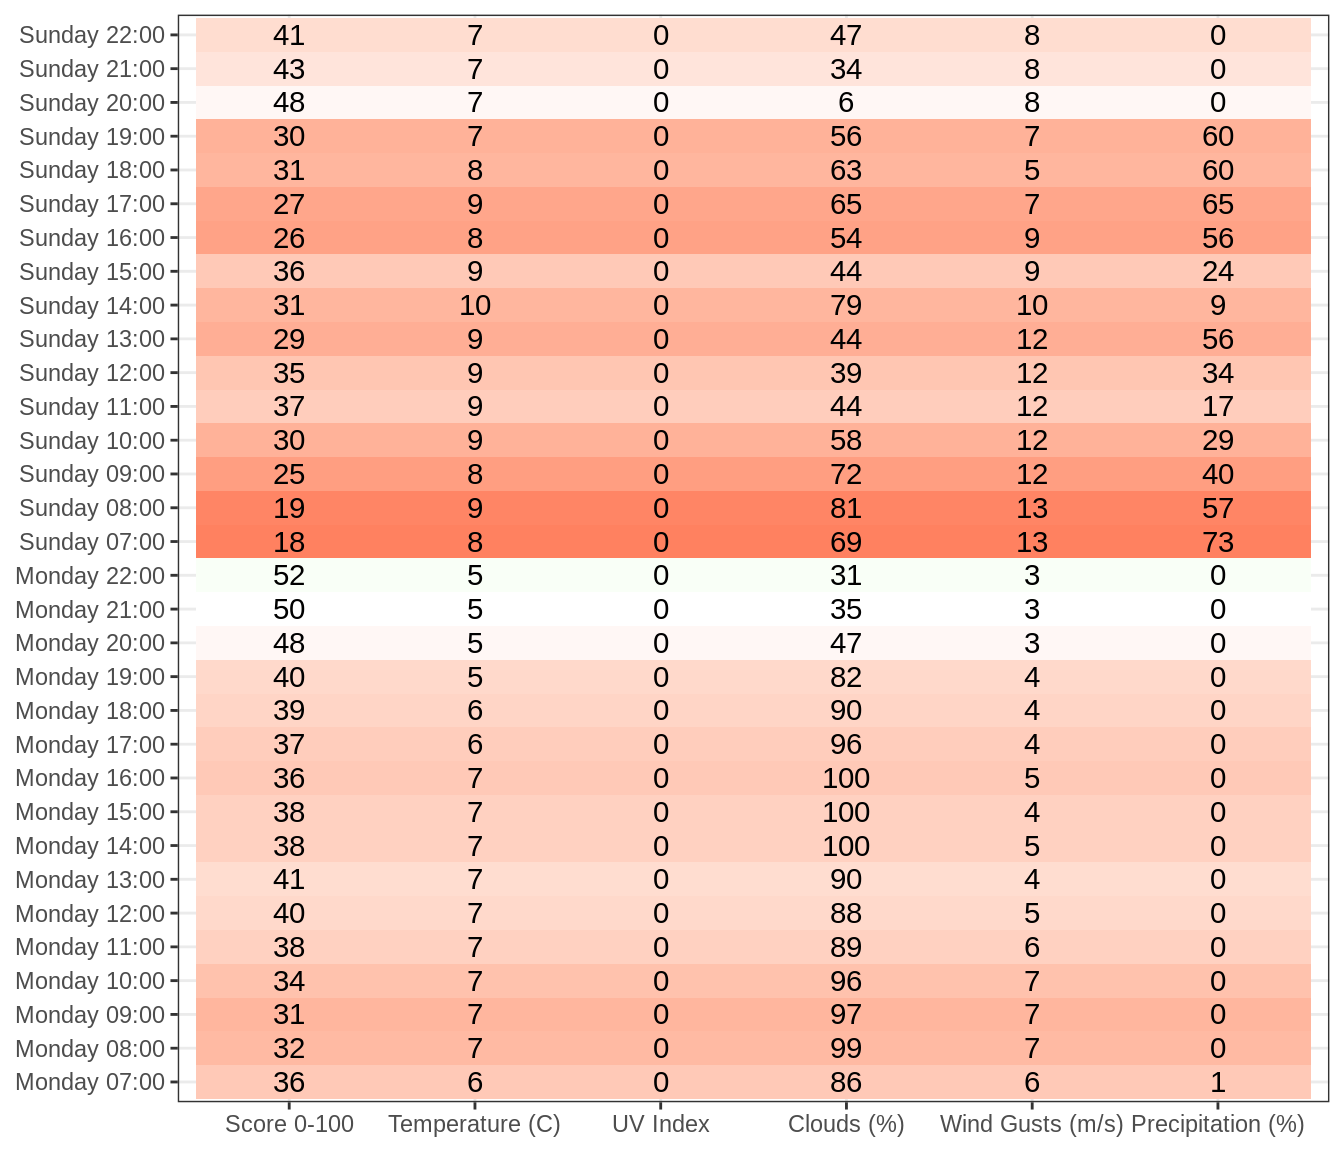 Sunday 22:00 41 7 0 47 8 0
Sunday 21:00 43 7 0 34 8 0
Sunday 20:00 48 7 0 6 8 0
Sunday 19:00 30 7 0 56 7 60
Sunday 18:00 31 8 0 63 5 60
Sunday 17:00 27 9 0 65 7 65
Sunday 16:00 26 8 0 54 9 56
Sunday 15:00 36 9 0 44 9 24
Sunday 14:00 31 10 0 79 10 9
Sunday 13:00 29 9 0 44 12 56
Sunday 12:00 35 9 0 39 12 34
Sunday 11:00 37 9 0 44 12 17
Sunday 10:00 30 9 0 58 12 29
Sunday 09:00 25 8 0 72 12 40
Sunday 08:00 19 9 0 81 13 57
Sunday 07:00 18 8 0 69 13 73
Monday 22:00 52 5 0 31 3 0
Monday 21:00 50 5 0 35 3 0
Monday 20:00 48 5 0 47 3 0
Monday 19:00 40 5 0 82 4 0
Monday 18:00 39 6 0 90 4 0
Monday 17:00 37 6 0 96 4 0
Monday 16:00 36 7 0 100 5 0
Monday 15:00 38 7 0 100 4 0
Monday 14:00 38 7 0 100 5 0
Monday 13:00 41 7 0 90 4 0
Monday 12:00 40 7 0 88 5 0
Monday 11:00 38 7 0 89 6 0
Monday 10:00 34 7 0 96 7 0
Monday 09:00 31 7 0 97 7 0
Monday 08:00 32 7 0 99 7 0
Monday 07:00 36 6 0 86 6 1
Score 0-100 Temperature (C) UV Index Clouds (%) Wind Gusts (m/s) Precipitation (%)